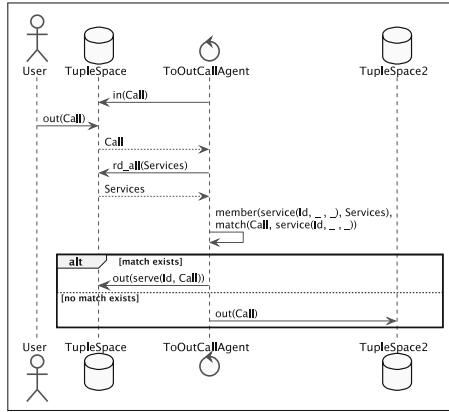 User TupleSpace ToOutCallAgent TupleSpace2
in(Call)
out(Call)
Call
rd_all(Services)
Services
member(service(Id, _ , _), Services),
match(Call, service(Id, _ , _))
alt [match exists]
out(serve(Id, Call))
[no match exists]
out(Call)
User TupleSpace ToOutCallAgent TupleSpace2